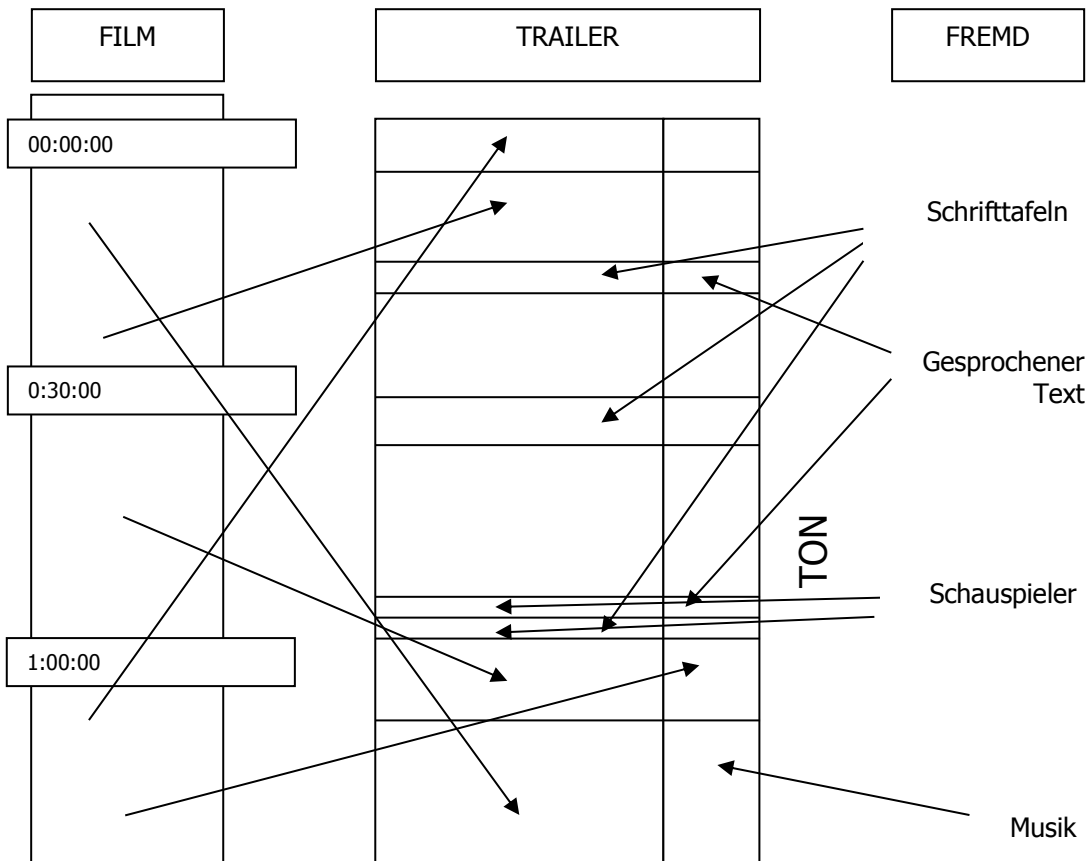 FILM
TRAILER
FREMD
00:00:00
Schrifttafeln
0:30:00
Gesprochener
Text
TON
Schauspieler
1:00:00
Musik